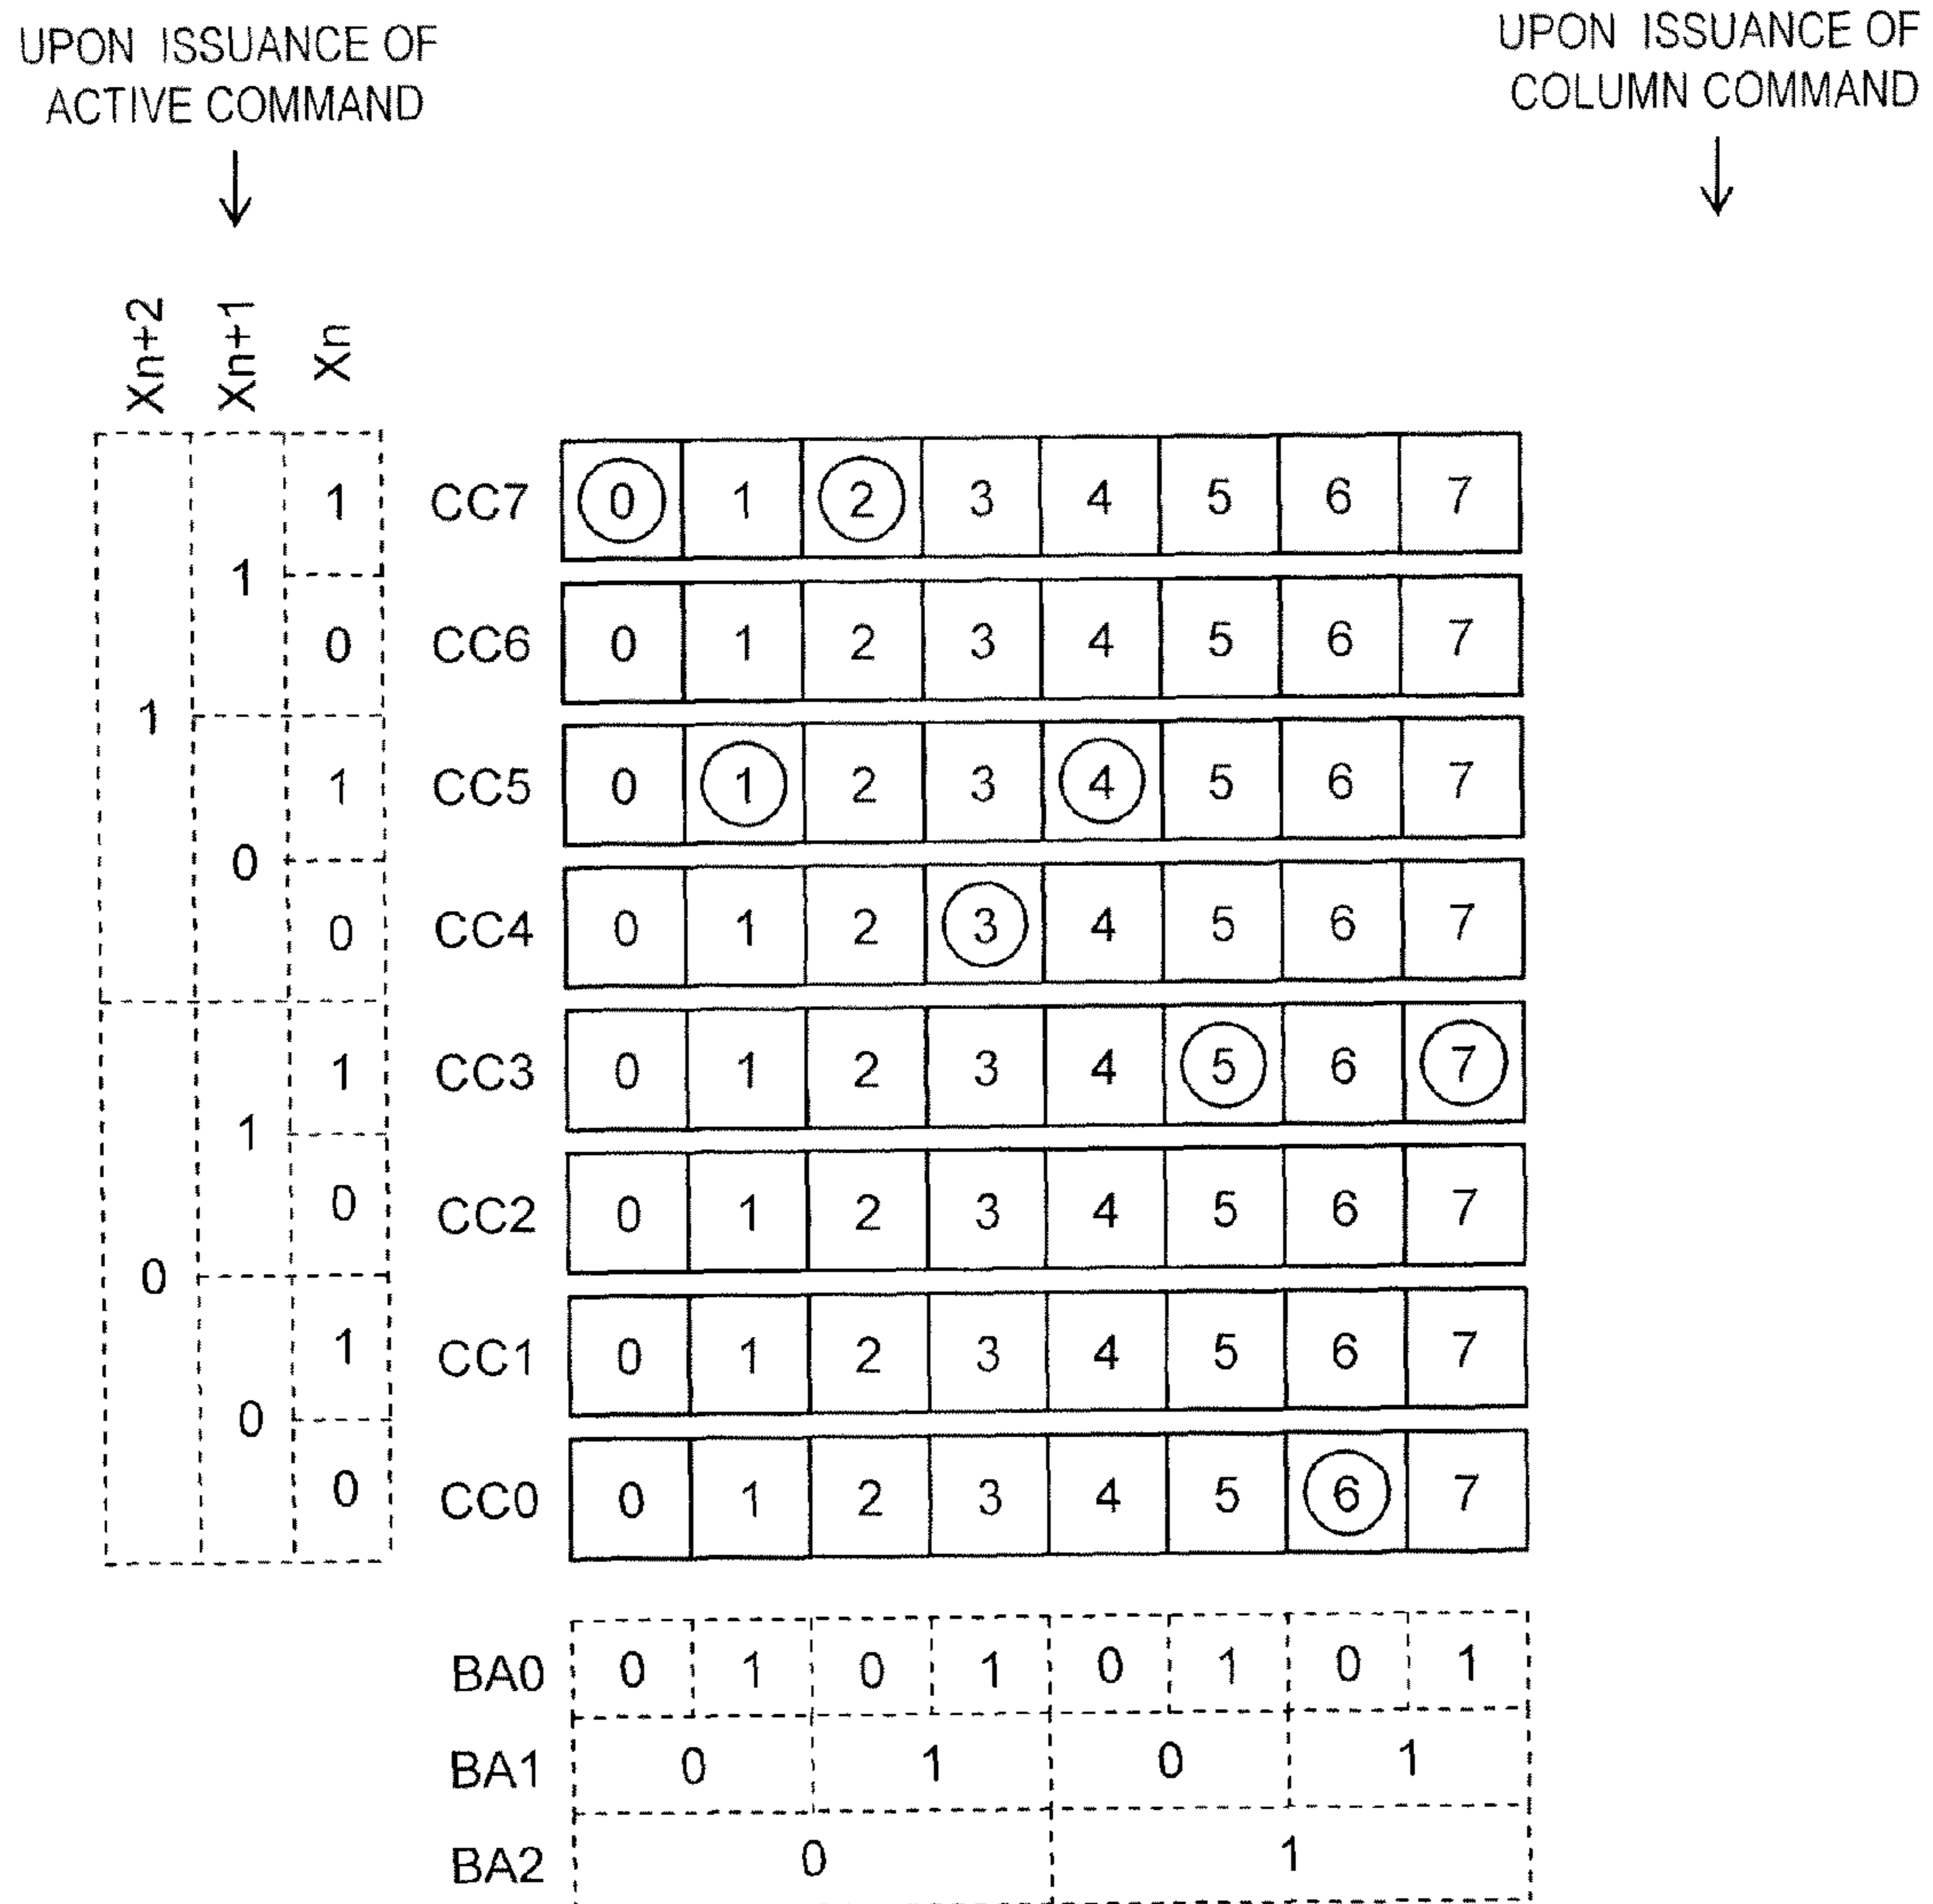 UPON ISSUANCE OF
ACTIVE COMMAND
UPON ISSUANCE OF
COLUMN COMMAND
Xn+2 Xn+1 Xn
1 CC7 0 1 2 3 4 5 6 7
1
0 CC6 0 1 2 3 4 5 6 7
1
1 CC5 0 1 2 3 4 5 6 7
0
0 CC4 0 1 2 3 4 5 6 7
1 CC3 0 1 2 3 4 5 6 7
1
0 CC2 0 1 2 3 4 5 6 7
0
1 CC1 0 1 2 3 4 5 6 7
0
0 CC0 0 1 2 3 4 5 6 7
BA0 0 1 0 1 0 1 0 1
BA1 0 1 0 1
BA2 0 1